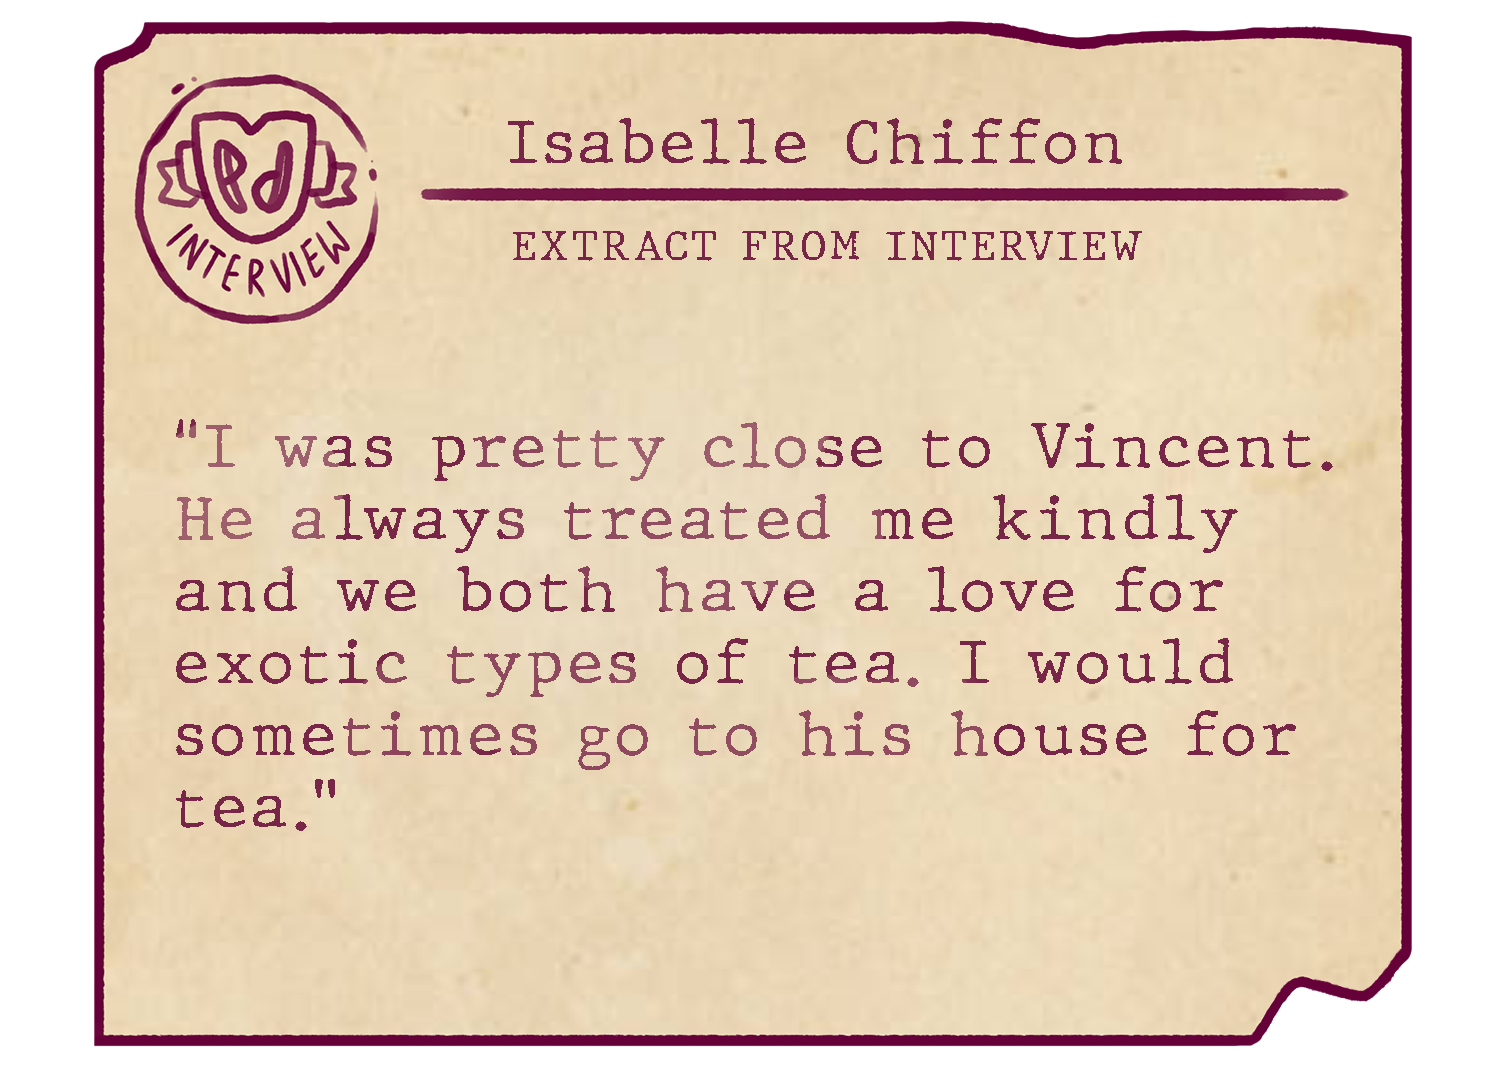 Isabelle Chiffon
Pd
INTERVIEW
EXTRACT FROM INTERVIEW
"I was pretty close to Vincent.
He always treated me kindly
and we both have a love for
exotic types of tea. I would
sometimes go to his house for
tea."